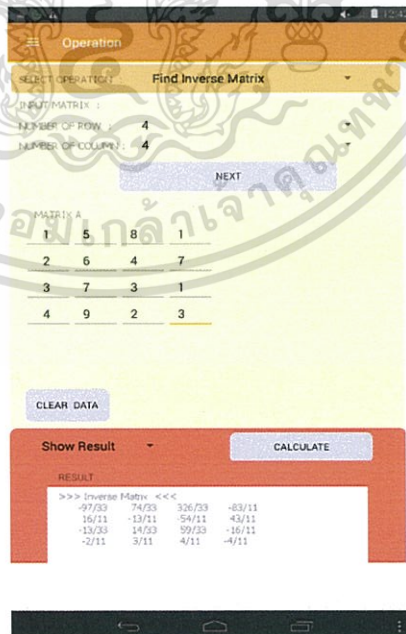 12:43
Operation
SELECT OPERATION : Find Inverse Matrix
INPUT MATRIX :
NUMBER OF ROW : 4
NUMBER OF COLUMN : 4
NEXT
MATRIX A
1 5 8 1
2 6 4 7
3 7 3 1
4 9 2 3
CLEAR DATA
Show Result
CALCULATE
RESULT
>>> Inverse Matrix <<<
-97/33 74/33 326/33 -83/11
16/11 -13/11 -54/11 43/11
-13/33 14/33 59/33 -16/11
-2/11 3/11 4/11 -4/11